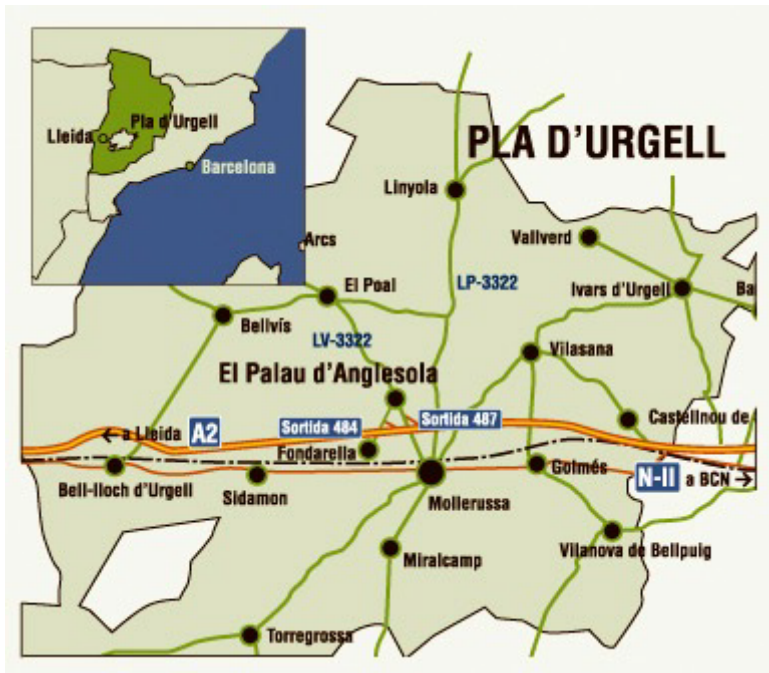 Lleida
Pla d'Urgell
Barcelona
PLA D'URGELL
Linyola
Arcs
Vallverd
LP-3322
El Poal
Ivars d'Urgell
Ba
Bellvís
LV-3322
Vilasana
El Palau d'Anglesola
Castellnou de
← a Lleida
A2
Sortida 484
Sortida 487
Fondarella
Bell-lloch d'Urgell
Sidamon
Mollerussa
Golmés
N-II
a BCN →
Miralcamp
Vilanova de Bellpuig
Torregrossa